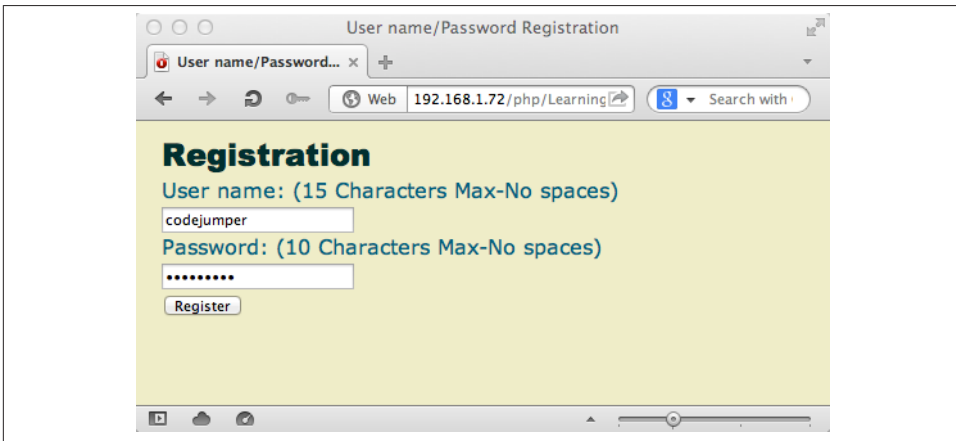 User name/Password Registration
User name/Password...
Web 192.168.1.72/php/Learning Search with
Registration
User name: (15 Characters Max-No spaces)
codejumper
Password: (10 Characters Max-No spaces)
•••••••••
Register